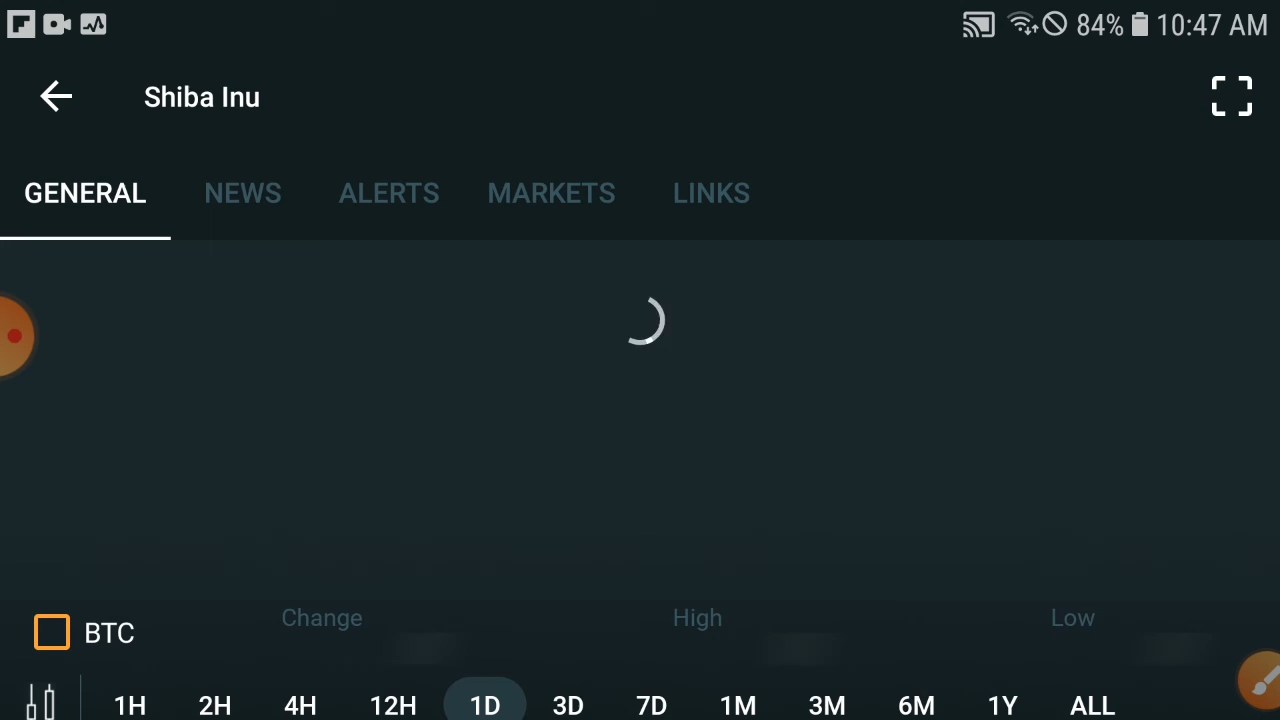 84% 10:47 AM
Shiba Inu
GENERAL NEWS ALERTS MARKETS LINKS
BTC Change High Low
1H 2H 4H 12H 1D 3D 7D 1M 3M 6M 1Y ALL